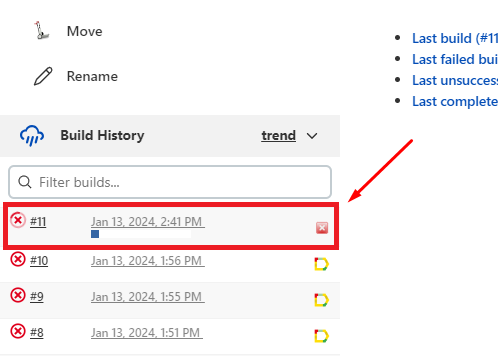 Move
Rename
Last build (#11
Last failed bui
Last unsuccess
Last complete
Build History trend
Filter builds...
#11 Jan 13, 2024, 2:41 PM
#10 Jan 13, 2024, 1:56 PM
#9 Jan 13, 2024, 1:55 PM
#8 Jan 13, 2024, 1:51 PM